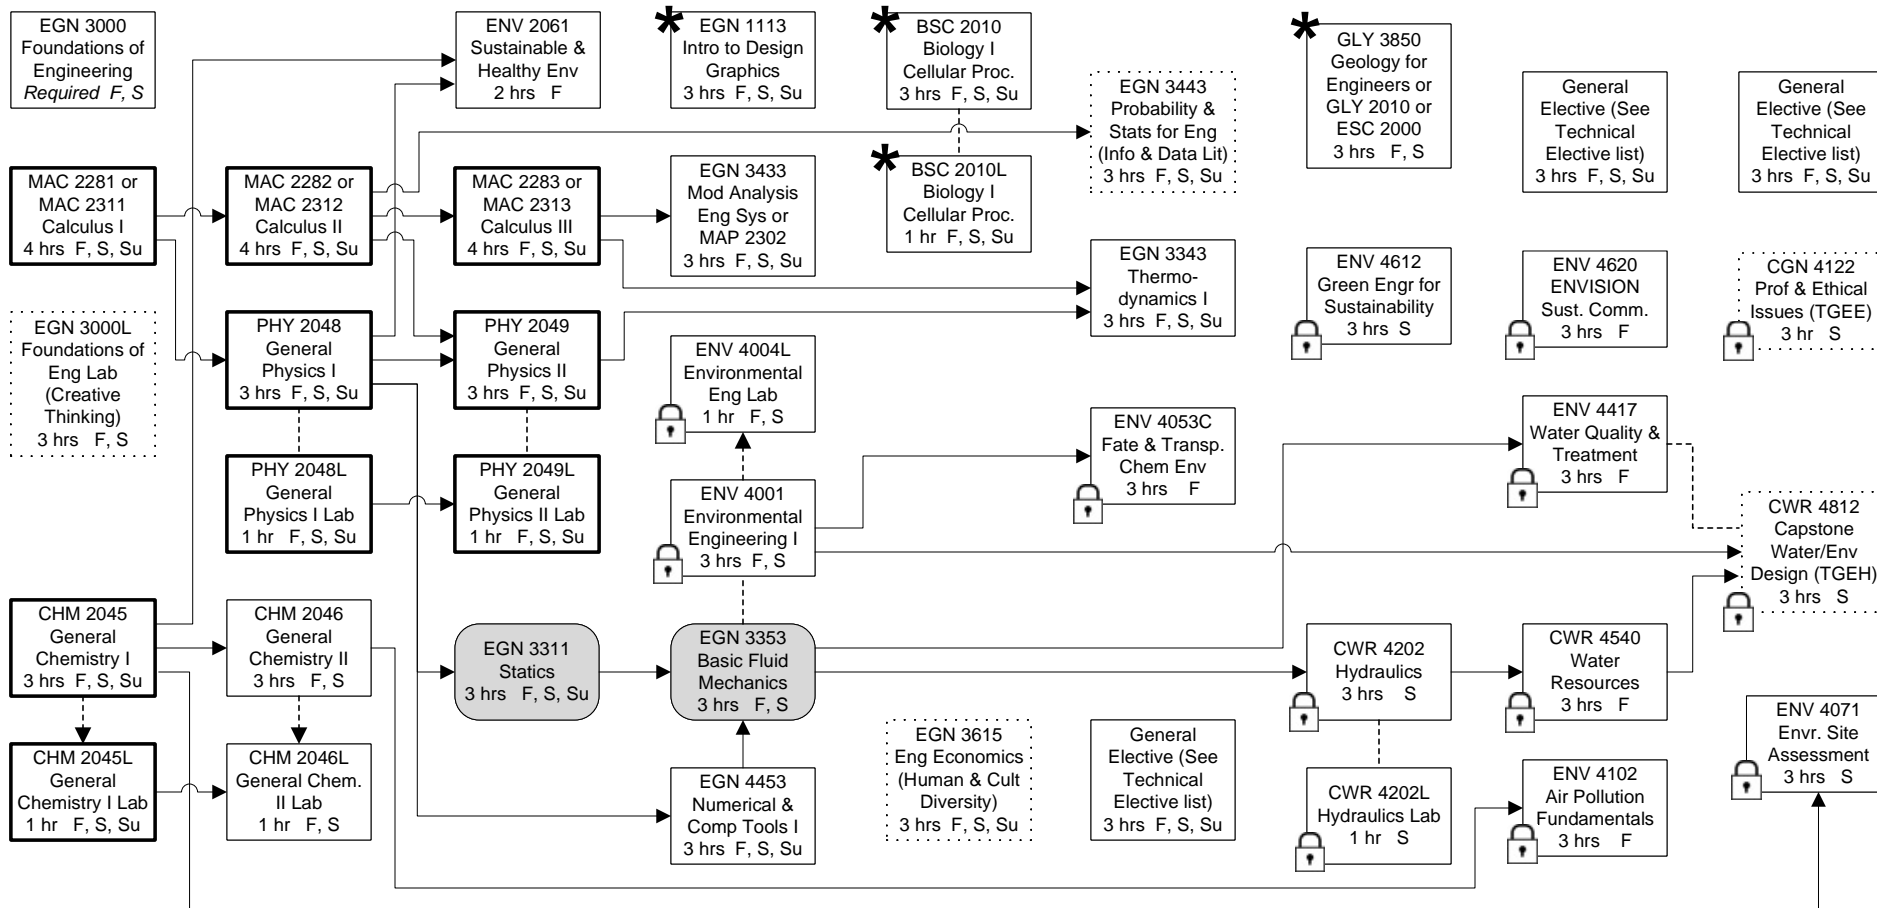 EGN 3000
Foundations of
Engineering
Required F, S
ENV 2061
Sustainable &
Healthy Env
2 hrs F
*
EGN 1113
Intro to Design
Graphics
3 hrs F, S, Su
*
BSC 2010
Biology I
Cellular Proc.
3 hrs F, S, Su
EGN 3443
Probability &
Stats for Eng
(Info & Data Lit)
3 hrs F, S, Su
*
GLY 3850
Geology for
Engineers or
GLY 2010 or
ESC 2000
3 hrs F, S
General
Elective (See
Technical
Elective list)
3 hrs F, S, Su
General
Elective (See
Technical
Elective list)
3 hrs F, S, Su
MAC 2281 or
MAC 2311
Calculus I
4 hrs F, S, Su
MAC 2282 or
MAC 2312
Calculus II
4 hrs F, S, Su
MAC 2283 or
MAC 2313
Calculus III
4 hrs F, S, Su
EGN 3433
Mod Analysis
Eng Sys or
MAP 2302
3 hrs F, S, Su
*
BSC 2010L
Biology I
Cellular Proc.
1 hr F, S, Su
EGN 3343
Thermo-
dynamics I
3 hrs F, S, Su
ENV 4612
Green Engr for
Sustainability
3 hrs S
ENV 4620
ENVISION
Sust. Comm.
3 hrs F
CGN 4122
Prof & Ethical
Issues (TGEE)
3 hr S
EGN 3000L
Foundations of
Eng Lab
(Creative
Thinking)
3 hrs F, S
PHY 2048
General
Physics I
3 hrs F, S, Su
PHY 2049
General
Physics II
3 hrs F, S, Su
ENV 4004L
Environmental
Eng Lab
1 hr F, S
ENV 4053C
Fate & Transp.
Chem Env
3 hrs F
ENV 4417
Water Quality &
Treatment
3 hrs F
PHY 2048L
General
Physics I Lab
1 hr F, S, Su
PHY 2049L
General
Physics II Lab
1 hr F, S, Su
ENV 4001
Environmental
Engineering I
3 hrs F, S
CWR 4812
Capstone
Water/Env
Design (TGEH)
3 hrs S
CHM 2045
General
Chemistry I
3 hrs F, S, Su
CHM 2046
General
Chemistry II
3 hrs F, S
EGN 3311
Statics
3 hrs F, S, Su
EGN 3353
Basic Fluid
Mechanics
3 hrs F, S
CWR 4202
Hydraulics
3 hrs S
CWR 4540
Water
Resources
3 hrs F
ENV 4071
Envr. Site
Assessment
3 hrs S
CHM 2045L
General
Chemistry I Lab
1 hr F, S, Su
CHM 2046L
General Chem.
II Lab
1 hr F, S
EGN 4453
Numerical &
Comp Tools I
3 hrs F, S, Su
EGN 3615
Eng Economics
(Human & Cult
Diversity)
3 hrs F, S, Su
General
Elective (See
Technical
Elective list)
3 hrs F, S, Su
CWR 4202L
Hydraulics Lab
1 hr S
ENV 4102
Air Pollution
Fundamentals
3 hrs F